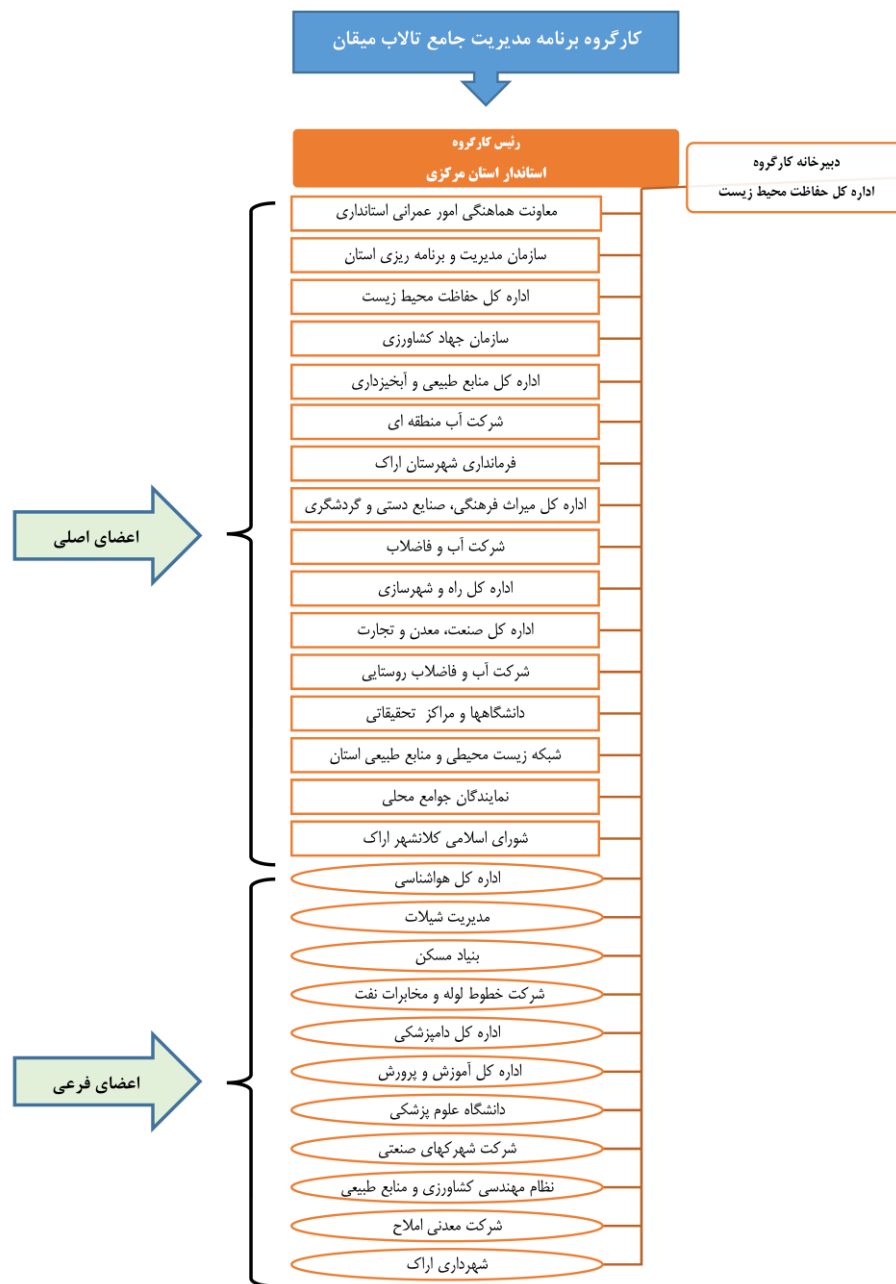 کارگروه برنامه مدیریت جامع تالاب میقان
رئیس کارگروه
استاندار استان مرکزی
دبیرخانه کارگروه
اداره کل حفاظت محیط زیست
معاونت هماهنگی امور عمرانی استانداری
سازمان مدیریت و برنامه ریزی استان
اداره کل حفاظت محیط زیست
سازمان جهاد کشاورزی
اداره کل منابع طبیعی و آبخیزداری
شرکت آب منطقه ای
فرمانداری شهرستان اراک
اداره کل میراث فرهنگی، صنایع دستی و گردشگری
شرکت آب و فاضلاب
اداره کل راه و شهرسازی
اداره کل صنعت، معدن و تجارت
شرکت آب و فاضلاب روستایی
دانشگاهها و مراکز تحقیقاتی
شبکه زیست محیطی و منابع طبیعی استان
نمایندگان جوامع محلی
شورای اسلامی کلانشهر اراک
اعضای اصلی
اداره کل هواشناسی
مدیریت شیلات
بنیاد مسکن
شرکت خطوط لوله و مخابرات نفت
اداره کل دامپزشکی
اداره کل آموزش و پرورش
دانشگاه علوم پزشکی
شرکت شهرکهای صنعتی
نظام مهندسی کشاورزی و منابع طبیعی
شرکت معدنی املاح
شهرداری اراک
اعضای فرعی